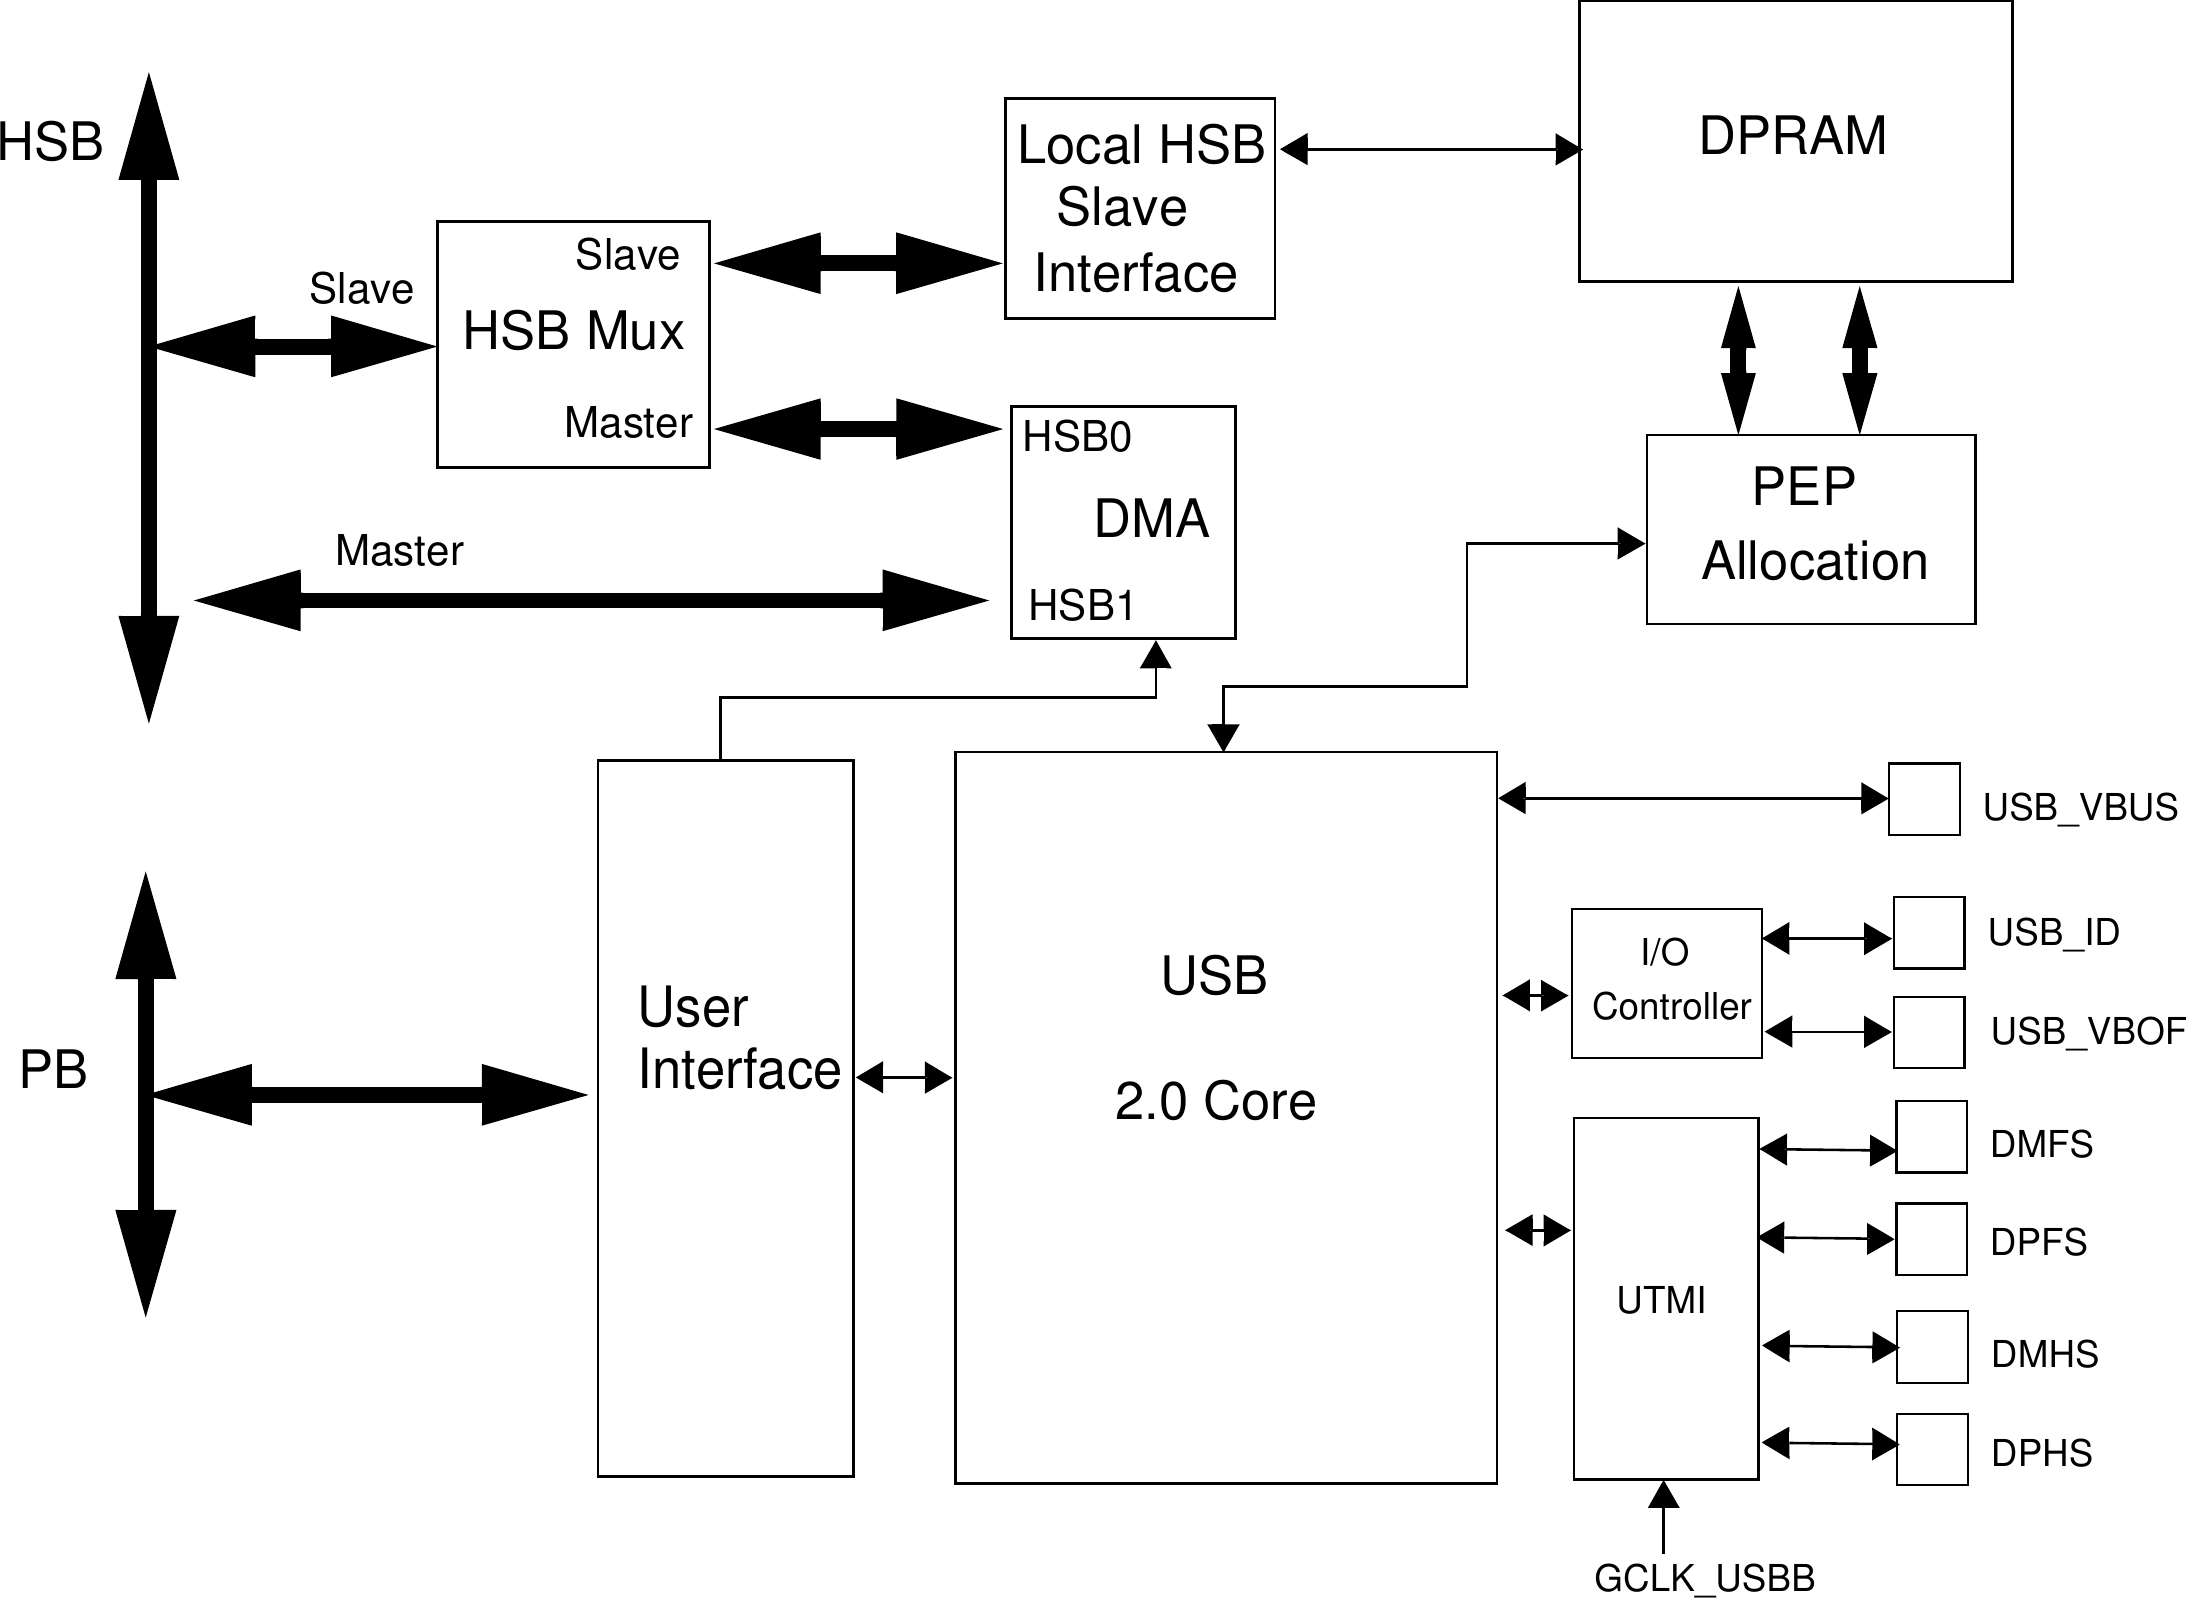 HSB
Slave
Slave
HSB Mux
Master
Master
Local HSB
Slave
Interface
HSB0
DMA
HSB1
DPRAM
PEP
Allocation
PB
User
Interface
USB
2.0 Core
I/O
Controller
UTMI
USB_VBUS
USB_ID
USB_VBOF
DMFS
DPFS
DMHS
DPHS
GCLK_USBB